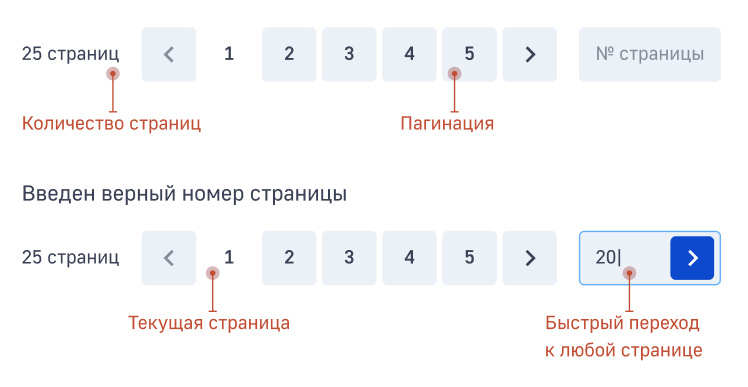 25 страниц 1 2 3 4 5 № страницы
Количество страниц Пагинация
Введен верный номер страницы
25 страниц 1 2 3 4 5 20
Текущая страница Быстрый переход
к любой странице